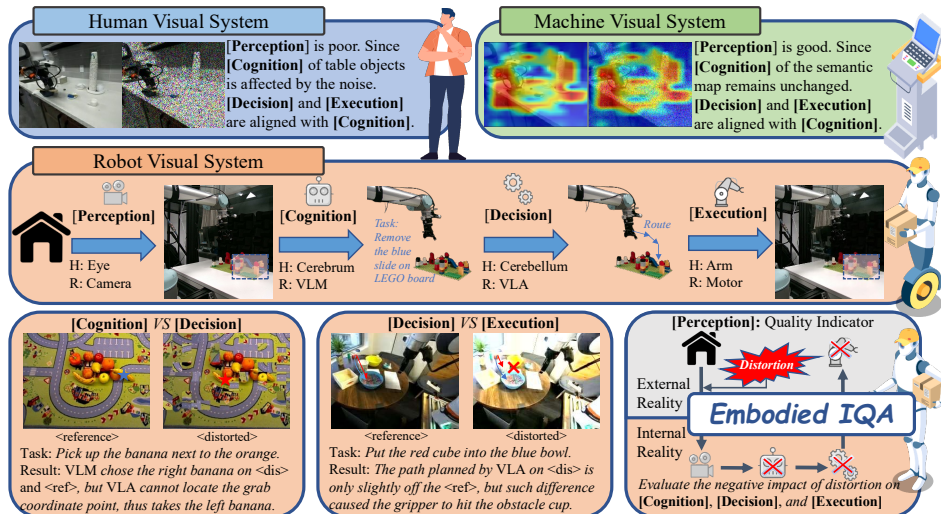 Human Visual System
[Perception] is poor. Since
[Cognition] of table objects
is affected by the noise.
[Decision] and [Execution]
are aligned with [Cognition].
Machine Visual System
[Perception] is good. Since
[Cognition] of the semantic
map remains unchanged.
[Decision] and [Execution]
are aligned with [Cognition].
Robot Visual System
[Perception]
H: Eye
R: Camera
[Cognition]
H: Cerebrum
R: VLM
Task:
Remove
the blue
slide on
LEGO board
[Decision]
H: Cerebellum
R: VLA
Route
[Execution]
H: Arm
R: Motor
[Cognition] VS [Decision]
<reference>
<distorted>
Task: Pick up the banana next to the orange.
Result: VLM chose the right banana on <dis>
and <ref>, but VLA cannot locate the grab
coordinate point, thus takes the left banana.
[Decision] VS [Execution]
<reference>
<distorted>
Task: Put the red cube into the blue bowl.
Result: The path planned by VLA on <dis> is
only slightly off the <ref>, but such difference
caused the gripper to hit the obstacle cup.
[Perception]: Quality Indicator
Distortion
External
Reality
Embodied IQA
Internal
Reality
Evaluate the negative impact of distortion on
[Cognition], [Decision], and [Execution]